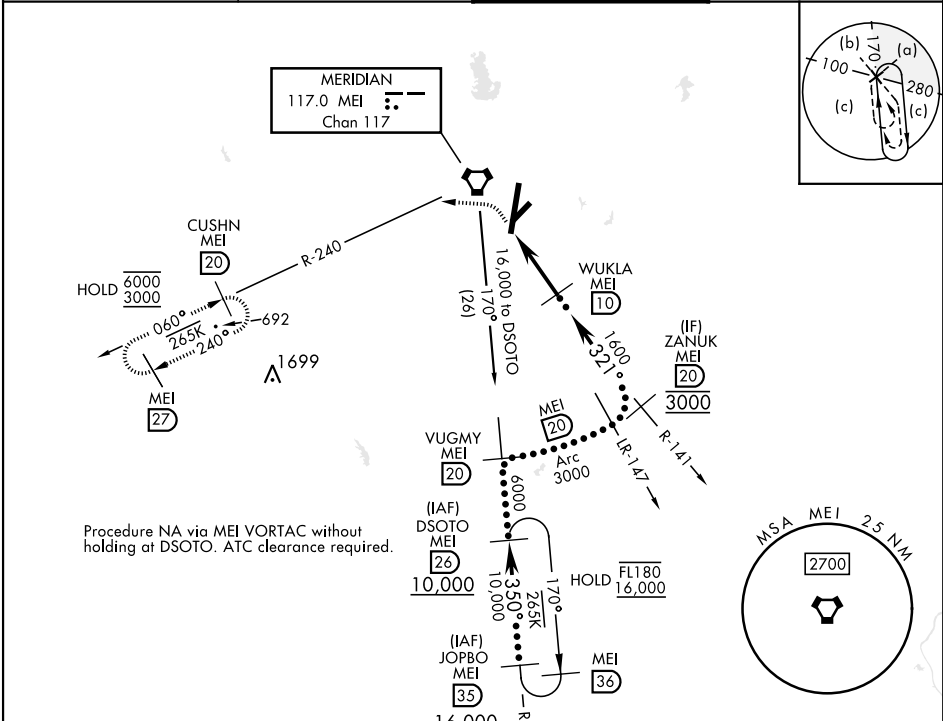 MERIDIAN
117.0 MEI
Chan 117
(b)
170
(a)
100
280
(c)
(c)
CUSHN
MEI
20
R-240
HOLD 6000
3000
060°
265K
240°
692
MEI
27
1699
16,000 to DSOTO
170°
(26)
WUKLA
MEI
10
1600
321°
(IF)
ZANUK
MEI
20
3000
R-141
LR-147
MEI
20
Arc
3000
VUGMY
MEI
20
6000
Procedure NA via MEI VORTAC without
holding at DSOTO. ATC clearance required.
(IAF)
DSOTO
MEI
26
10,000
350°
10,000
170°
265K
HOLD FL180
16,000
(IAF)
JOPBO
MEI
35
16,000
R
MEI
36
MSA MEI 25 NM
2700